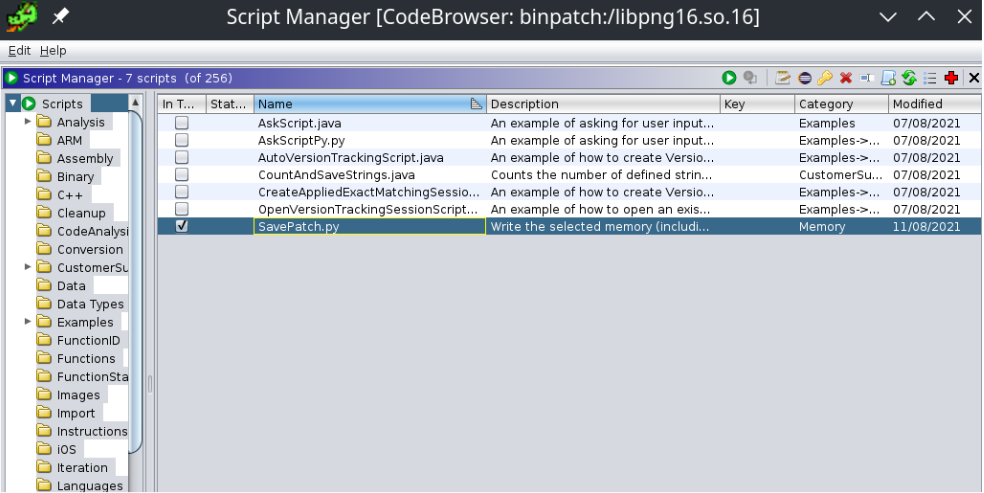 Script Manager [CodeBrowser: binpatch:/libpng16.so.16]
Edit Help
Script Manager - 7 scripts (of 256)
Scripts
Analysis
ARM
Assembly
Binary
C++
Cleanup
CodeAnalysi
Conversion
CustomerSu
Data
Data Types
Examples
FunctionID
Functions
FunctionSta
Images
Import
Instructions
iOS
Iteration
Languages
In T... Stat... Name Description Key Category Modified
AskScript.java An example of asking for user input... Examples 07/08/2021
AskScriptPy.py An example of asking for user input... Examples->... 07/08/2021
AutoVersionTrackingScript.java An example of how to create Versio... Examples->... 07/08/2021
CountAndSaveStrings.java Counts the number of defined strin... CustomerSu... 07/08/2021
CreateAppliedExactMatchingSessio... An example of how to create Versio... Examples->... 07/08/2021
OpenVersionTrackingSessionScript... An example of how to open an exis... Examples->... 07/08/2021
SavePatch.py Write the selected memory (includi... Memory 11/08/2021